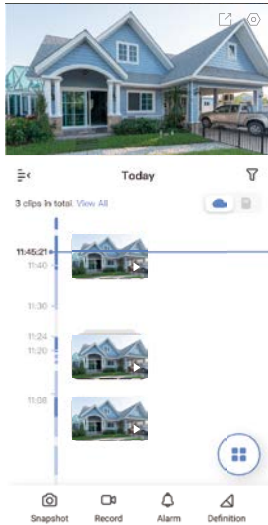 Today
3 clips in total. View All
11:45:21
11:40
11:30
11:24
11:20
11:08
Snapshot Record Alarm Definition